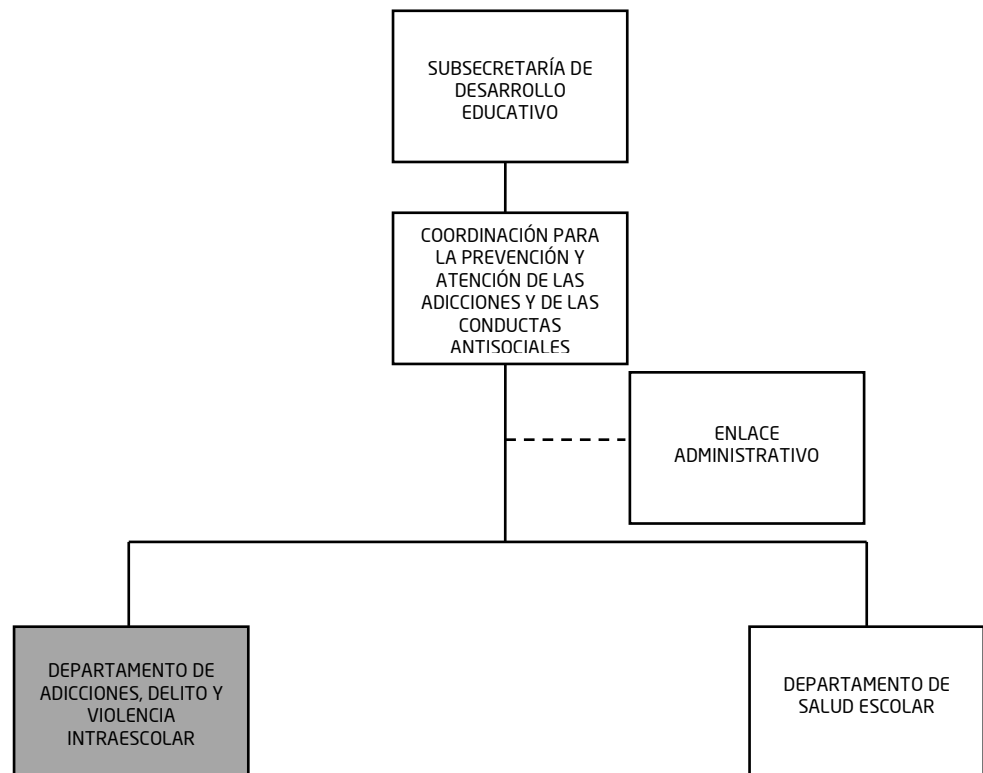 SUBSECRETARÍA DE
DESARROLLO
EDUCATIVO
COORDINACIÓN PARA
LA PREVENCIÓN Y
ATENCIÓN DE LAS
ADICCIONES Y DE LAS
CONDUCTAS
ANTISOCIALES
ENLACE
ADMINISTRATIVO
DEPARTAMENTO DE
ADICCIONES, DELITO Y
VIOLENCIA
INTRAESCOLAR
DEPARTAMENTO DE
SALUD ESCOLAR